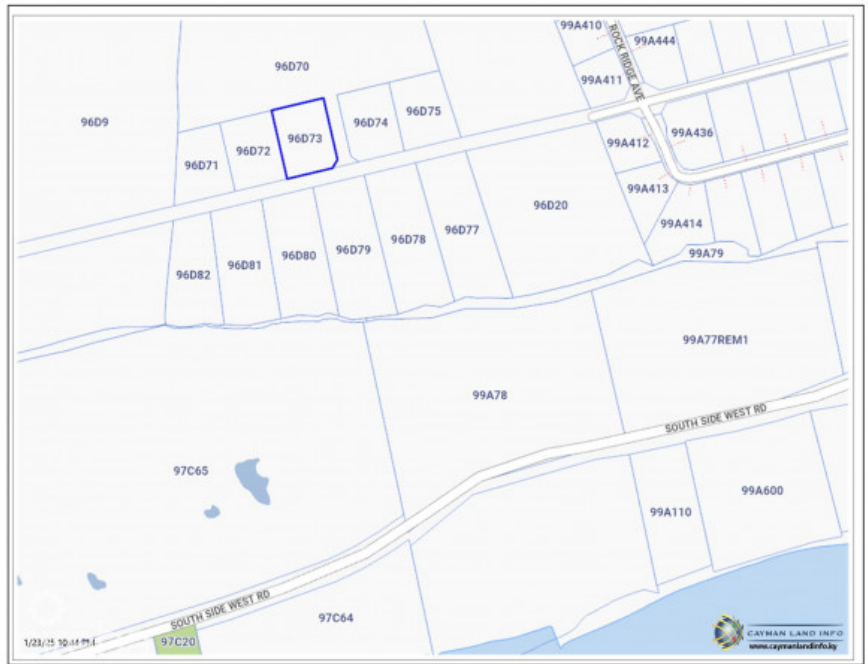 99A410
99A444
ROCK RIDGE AVE
96D70
99A411
96D9
96D74
96D75
96D73
99A436
96D72
99A412
96D71
99A413
96D20
99A414
96D77
96D78
96D79
96D80
99A79
96D81
96D82
99A77REM1
99A78
SOUTH SIDE WEST RD
97C65
99A600
99A110
SOUTH SIDE WEST RD
97C64
97C20
CAYMAN LAND INFO
www.caymanlandinfo.ky